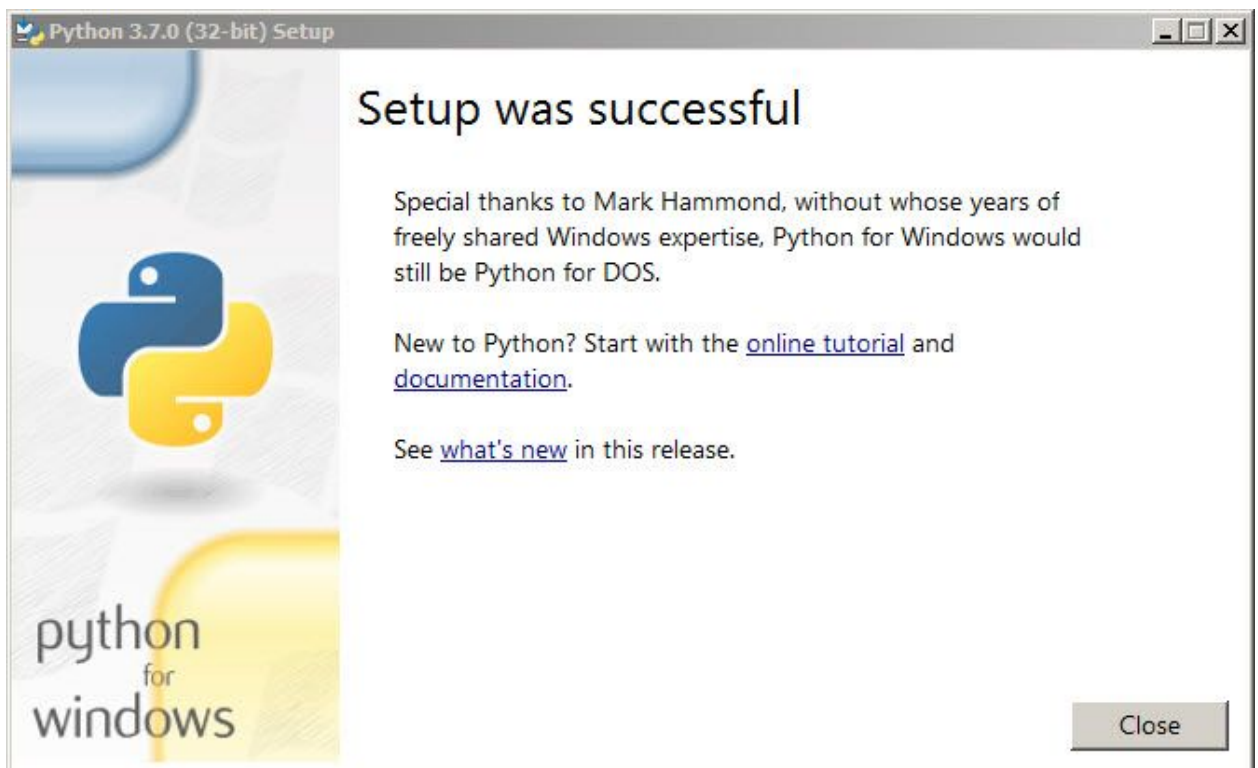 Python 3.7.0 (32-bit) Setup
Setup was successful
Special thanks to Mark Hammond, without whose years of
freely shared Windows expertise, Python for Windows would
still be Python for DOS.
New to Python? Start with the online tutorial and
documentation.
See what's new in this release.
python
for
windows
Close